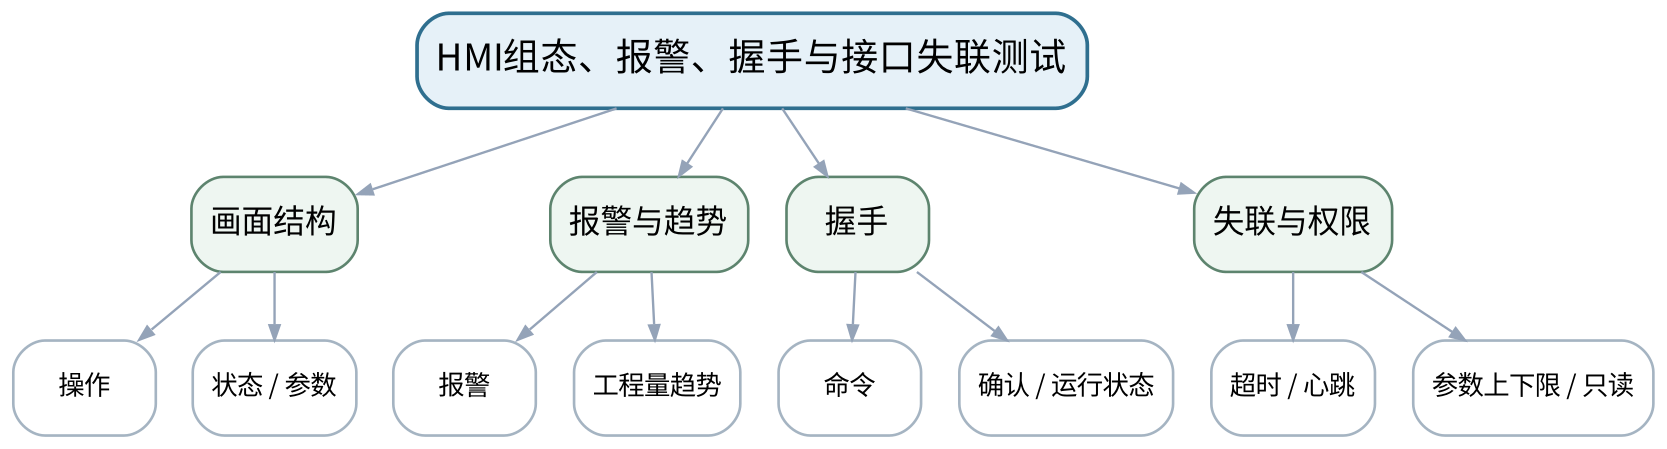 HMI组态、报警、握手与接口失联测试
画面结构
报警与趋势
握手
失联与权限
操作
状态 / 参数
报警
工程量趋势
命令
确认 / 运行状态
超时 / 心跳
参数上下限 / 只读